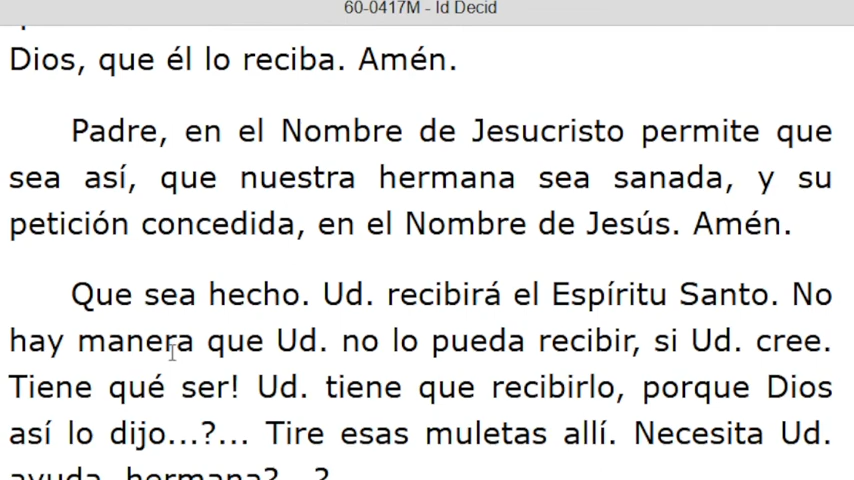 60-0417M - Id Decid
Dios, que él lo reciba. Amén.
Padre, en el Nombre de Jesucristo permite que
sea así, que nuestra hermana sea sanada, y su
petición concedida, en el Nombre de Jesús. Amén.
Que sea hecho. Ud. recibirá el Espíritu Santo. No
hay manera que Ud. no lo pueda recibir, si Ud. cree.
Tiene qué ser! Ud. tiene que recibirlo, porque Dios
así lo dijo...?... Tire esas muletas allí. Necesita Ud.
ayuda, hermana?...?